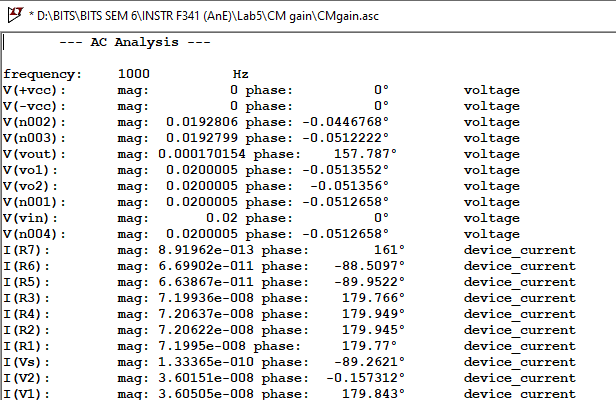 * D:\BITS\BITS SEM 6\INSTR F341 (AnE)\Lab5\CM gain\CMgain.asc
--- AC Analysis ---
frequency: 1000 Hz
V(+vcc): mag: 0 phase: 0° voltage
V(-vcc): mag: 0 phase: 0° voltage
V(n002): mag: 0.0192806 phase: -0.0446768° voltage
V(n003): mag: 0.0192799 phase: -0.0512222° voltage
V(vout): mag: 0.000170154 phase: 157.787° voltage
V(vo1): mag: 0.0200005 phase: -0.0513552° voltage
V(vo2): mag: 0.0200005 phase: -0.051356° voltage
V(n001): mag: 0.0200005 phase: -0.0512658° voltage
V(vin): mag: 0.02 phase: 0° voltage
V(n004): mag: 0.0200005 phase: -0.0512658° voltage
I(R7): mag: 8.91962e-013 phase: 161° device_current
I(R6): mag: 6.69902e-011 phase: -88.5097° device_current
I(R5): mag: 6.63867e-011 phase: -89.9522° device_current
I(R3): mag: 7.19936e-008 phase: 179.766° device_current
I(R4): mag: 7.20637e-008 phase: 179.949° device_current
I(R2): mag: 7.20622e-008 phase: 179.945° device_current
I(R1): mag: 7.1995e-008 phase: 179.77° device_current
I(Vs): mag: 1.33365e-010 phase: -89.2621° device_current
I(V2): mag: 3.60151e-008 phase: -0.157312° device_current
I(V1): mag: 3.60505e-008 phase: 179.843° device_current